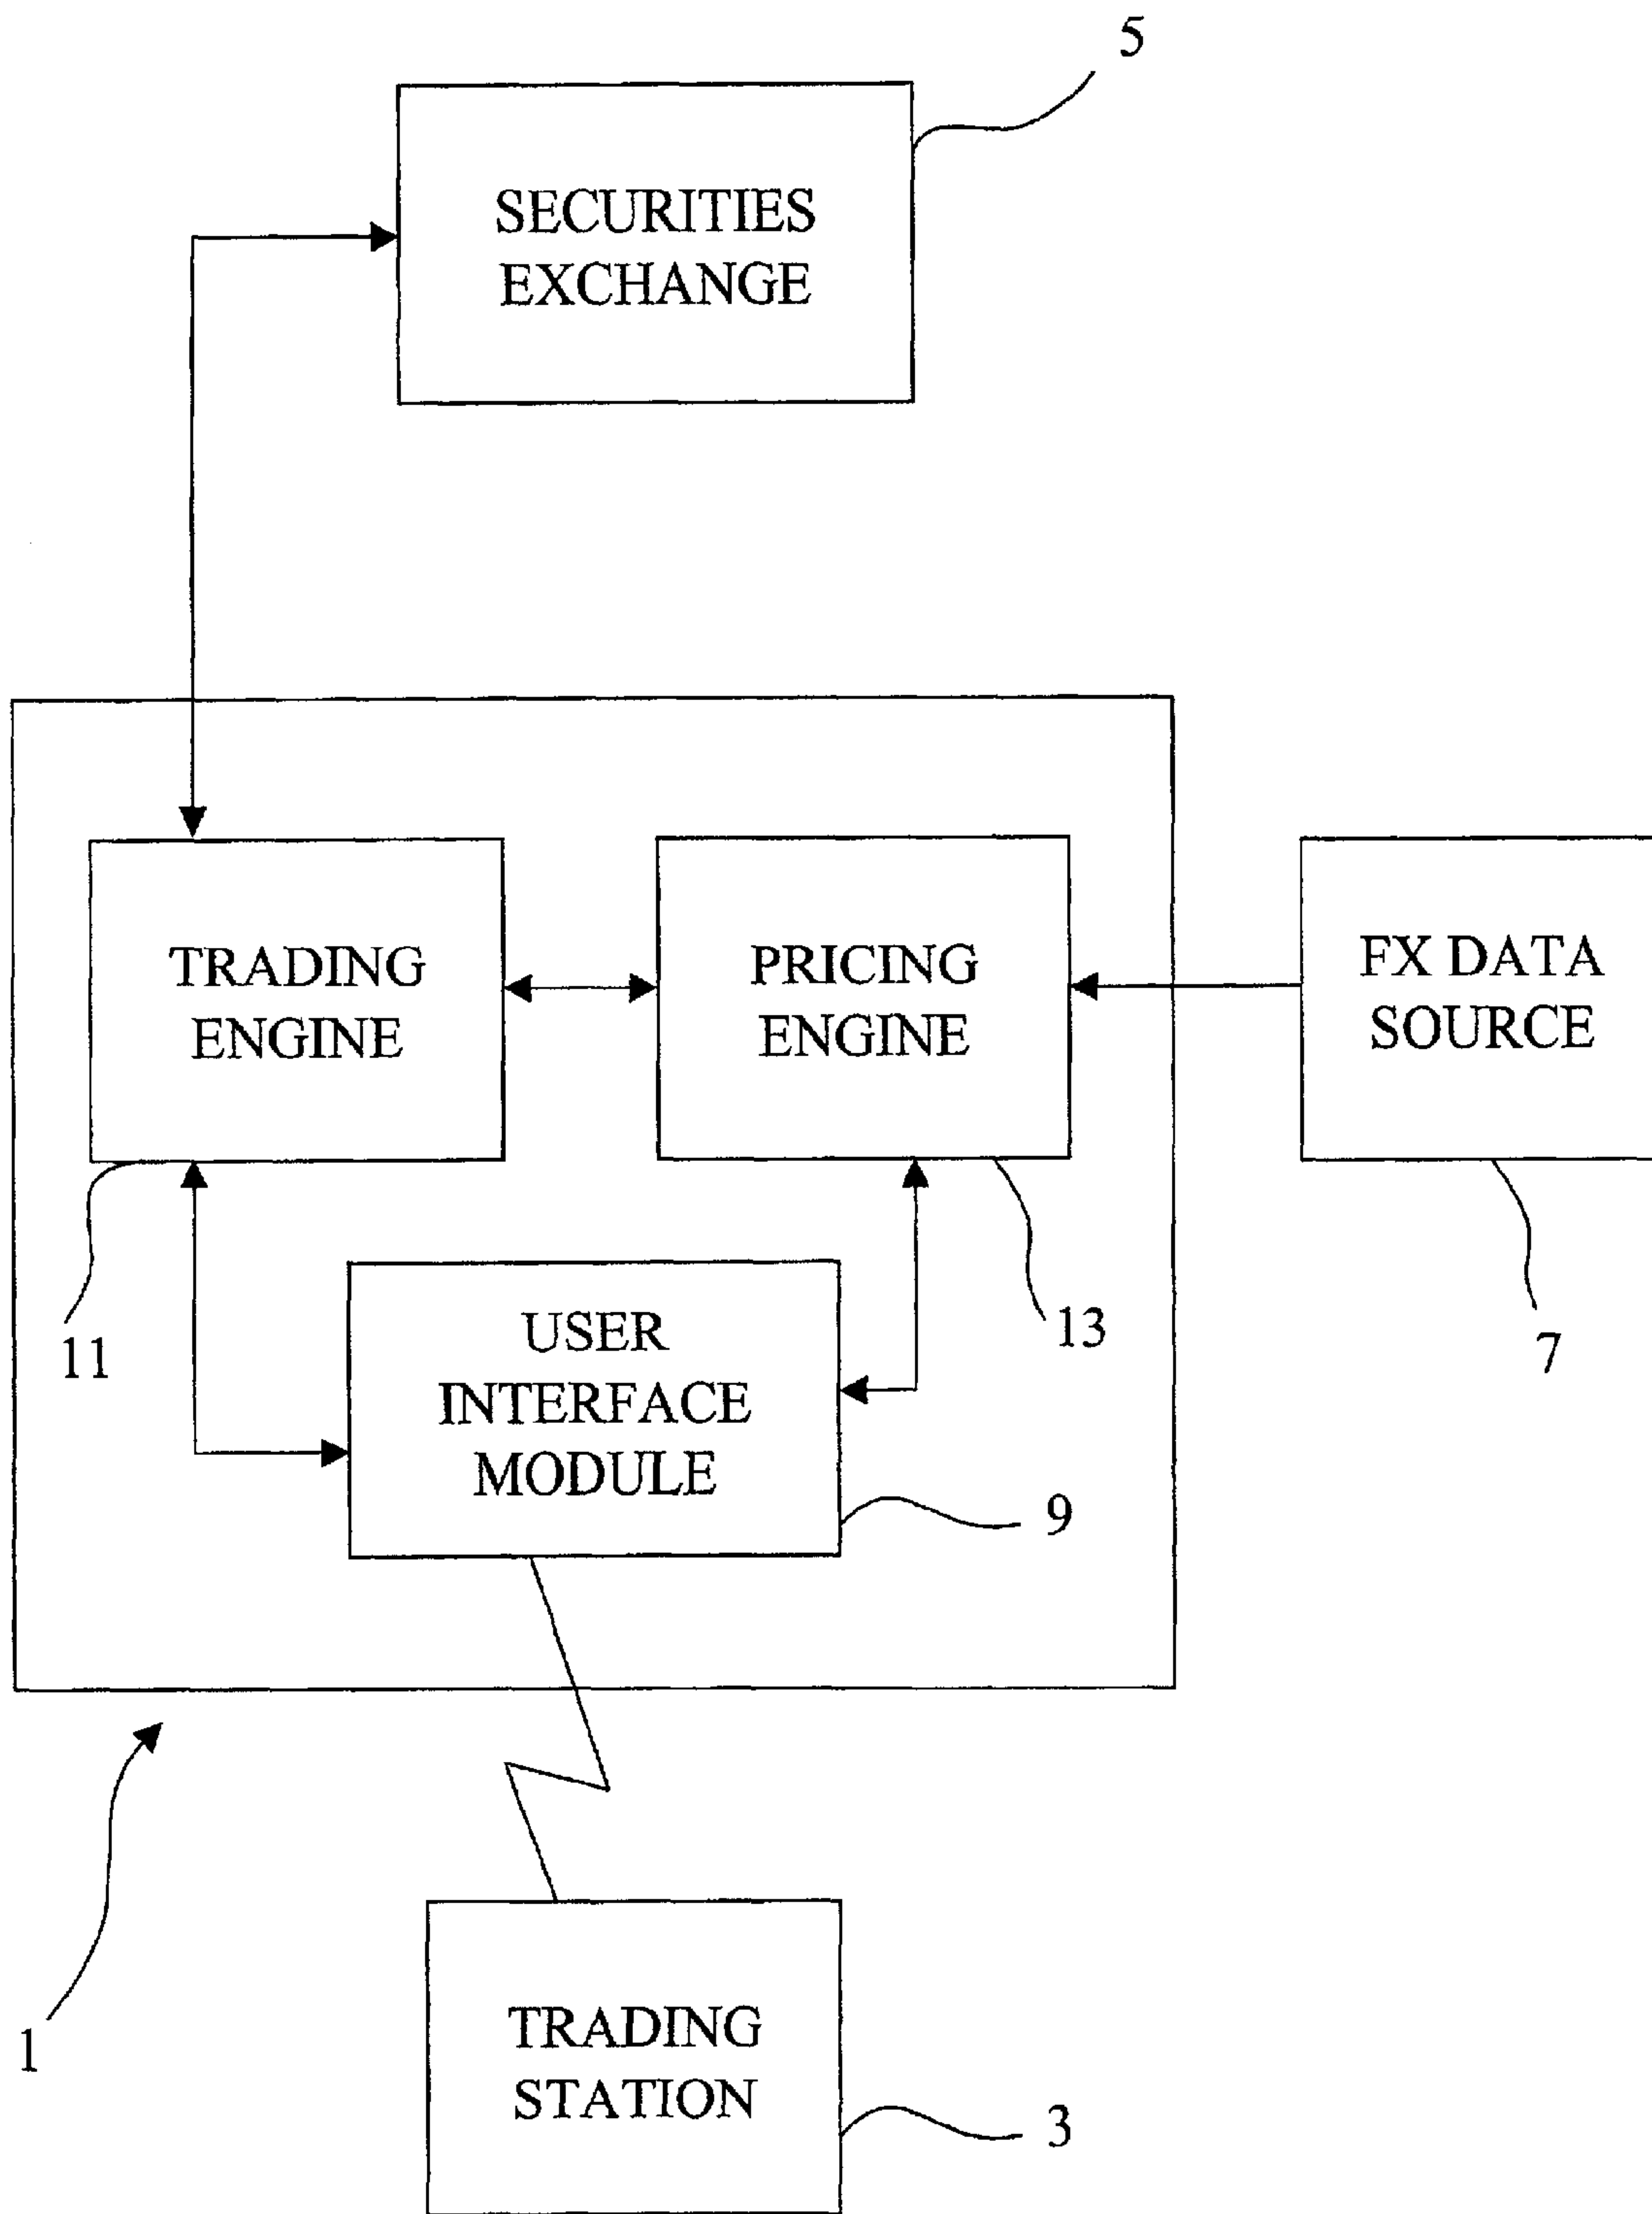 5
SECURITIES
EXCHANGE
TRADING
ENGINE
PRICING
ENGINE
FX DATA
SOURCE
11
13
7
USER
INTERFACE
MODULE
9
1
TRADING
STATION
3